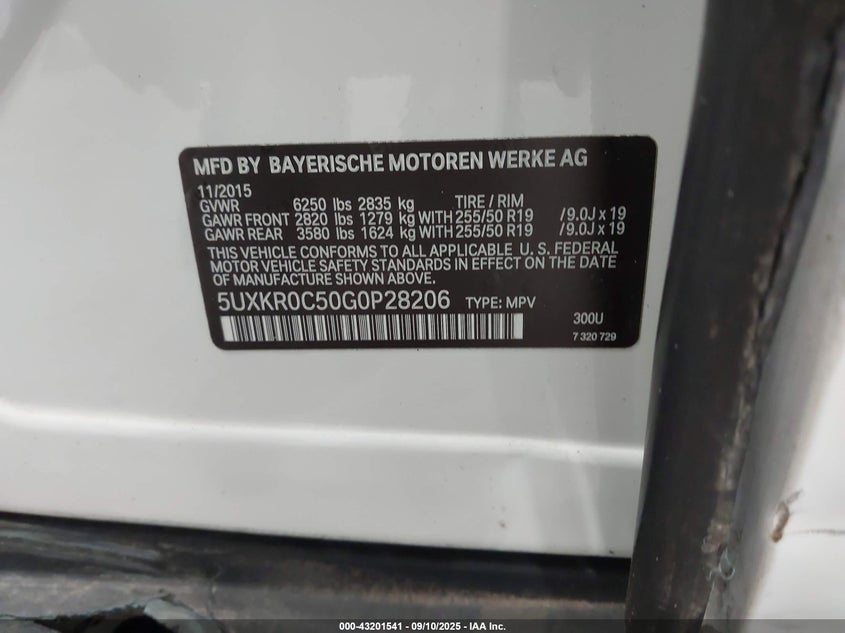 MFD BY BAYERISCHE MOTOREN WERKE AG
11/2015
GVWR 6250 lbs 2835 kg TIRE / RIM
GAWR FRONT 2820 lbs 1279 kg WITH 255/50 R19 / 9.0J x 19
GAWR REAR 3580 lbs 1624 kg WITH 255/50 R19 / 9.0J x 19
THIS VEHICLE CONFORMS TO ALL APPLICABLE U. S. FEDERAL
MOTOR VEHICLE SAFETY STANDARDS IN EFFECT ON THE DATE
OF MANUFACTURE SHOWN ABOVE.
5UXKR0C50G0P28206 TYPE: MPV
300U
7 320 729
000-43201541 - 09/10/2025 - IAA Inc.